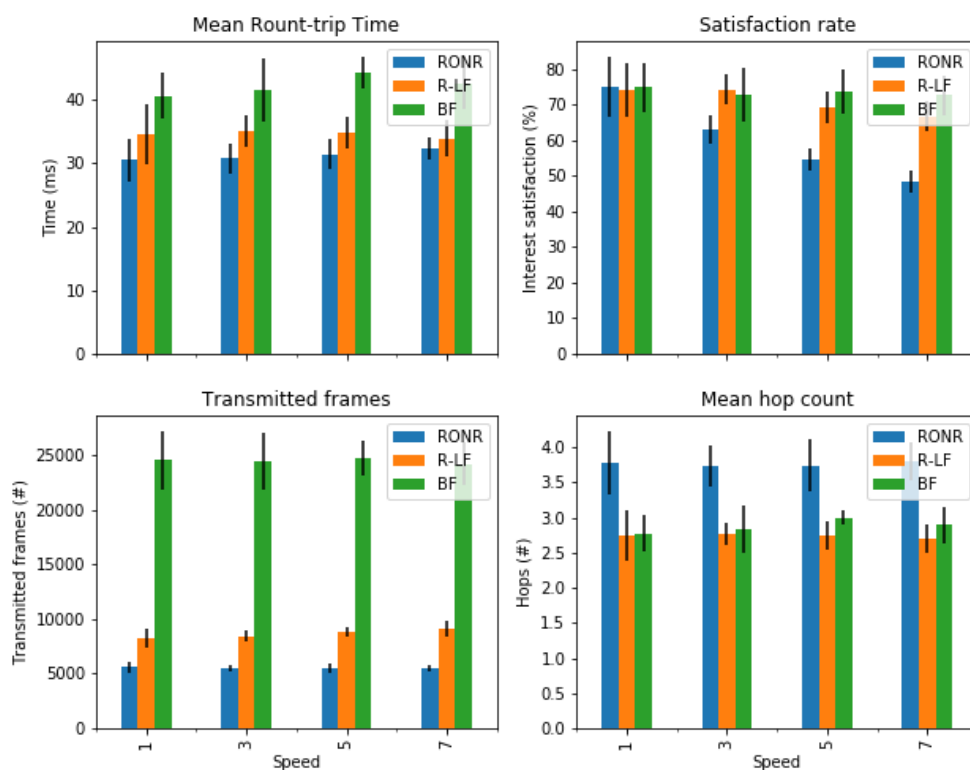 Mean Rount-trip Time
Time (ms)
40
30
20
10
0
RONR
R-LF
BF
Satisfaction rate
Interest satisfaction (%)
80
70
60
50
40
30
20
10
0
RONR
R-LF
BF
Transmitted frames
Transmitted frames (#)
25000
20000
15000
10000
5000
0
RONR
R-LF
BF
1
3
5
7
Speed
Mean hop count
Hops (#)
4.0
3.5
3.0
2.5
2.0
1.5
1.0
0.5
0.0
RONR
R-LF
BF
1
3
5
7
Speed